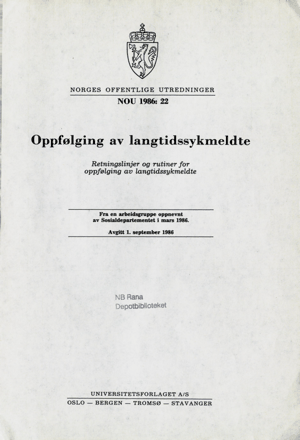 NORGES OFFENTLIGE UTREDNINGER
NOU 1986: 22
Oppfølging av langtidssykmeldte
Retningslinjer og rutiner for
oppfølging av langtidssykmeldte
Fra en arbeidsgruppe oppnevnt
av Sosialdepartementet i mars 1986.
Avgitt 1. september 1986
NB Rana
Depotbiblioteket
UNIVERSITETSFORLAGET A/S
OSLO — BERGEN — TROMSØ — STAVANGER